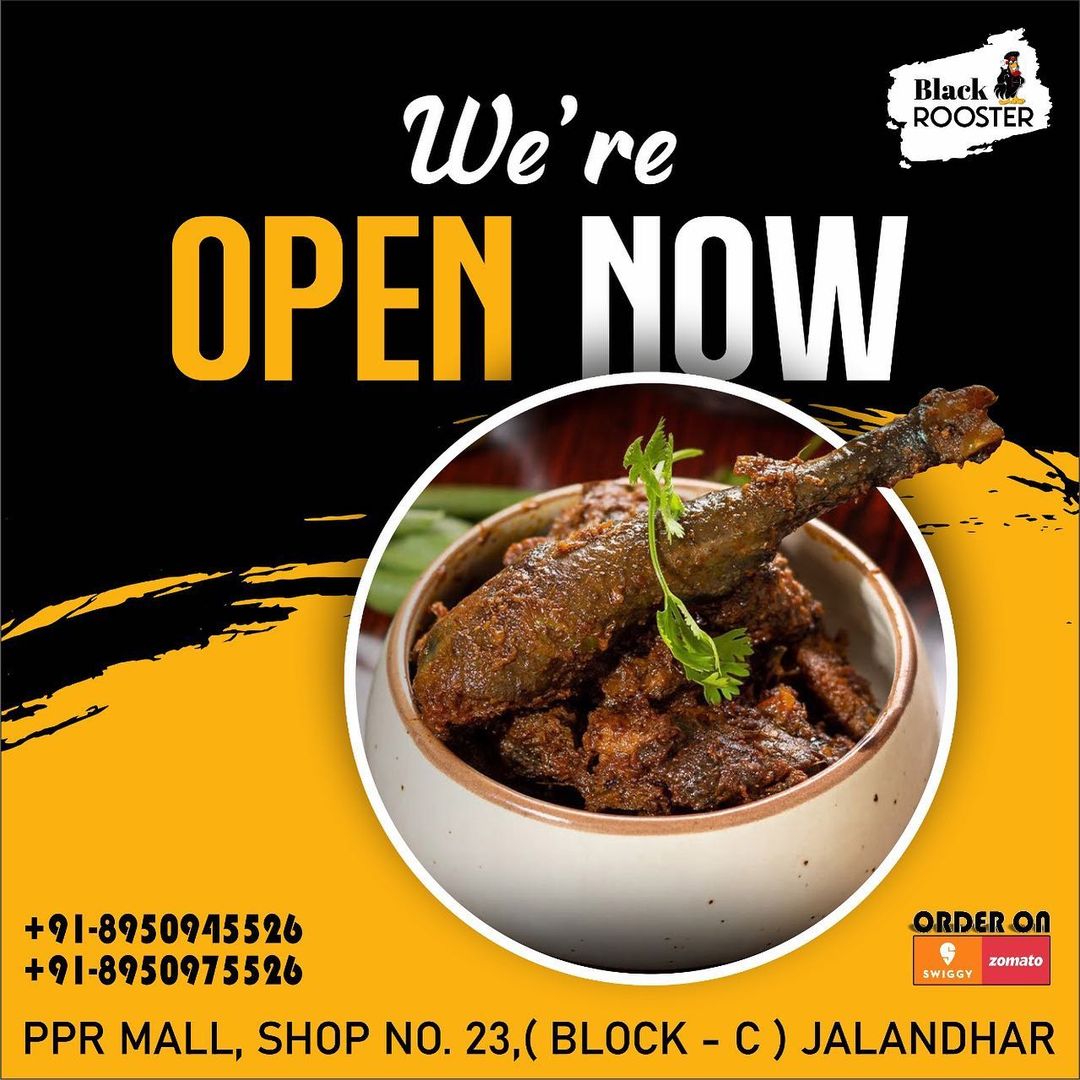 Black
ROOSTER
We're
OPEN NOW
+91-8950945526
+91-8950975526
ORDER ON
SWIGGY zomato
PPR MALL, SHOP NO. 23,( BLOCK - C ) JALANDHAR